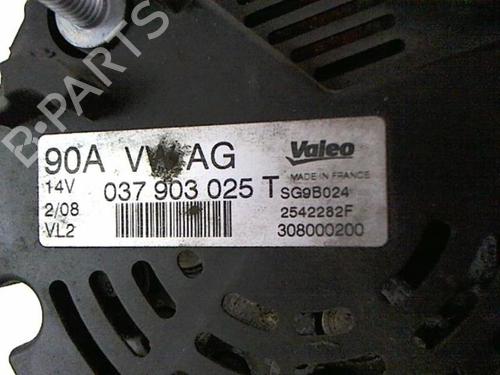 B-PARTS
90A VW AG
Valeo
MADE IN FRANCE
14V 037 903 025 T SG9B024
2/08 2542282F
VL2 308000200